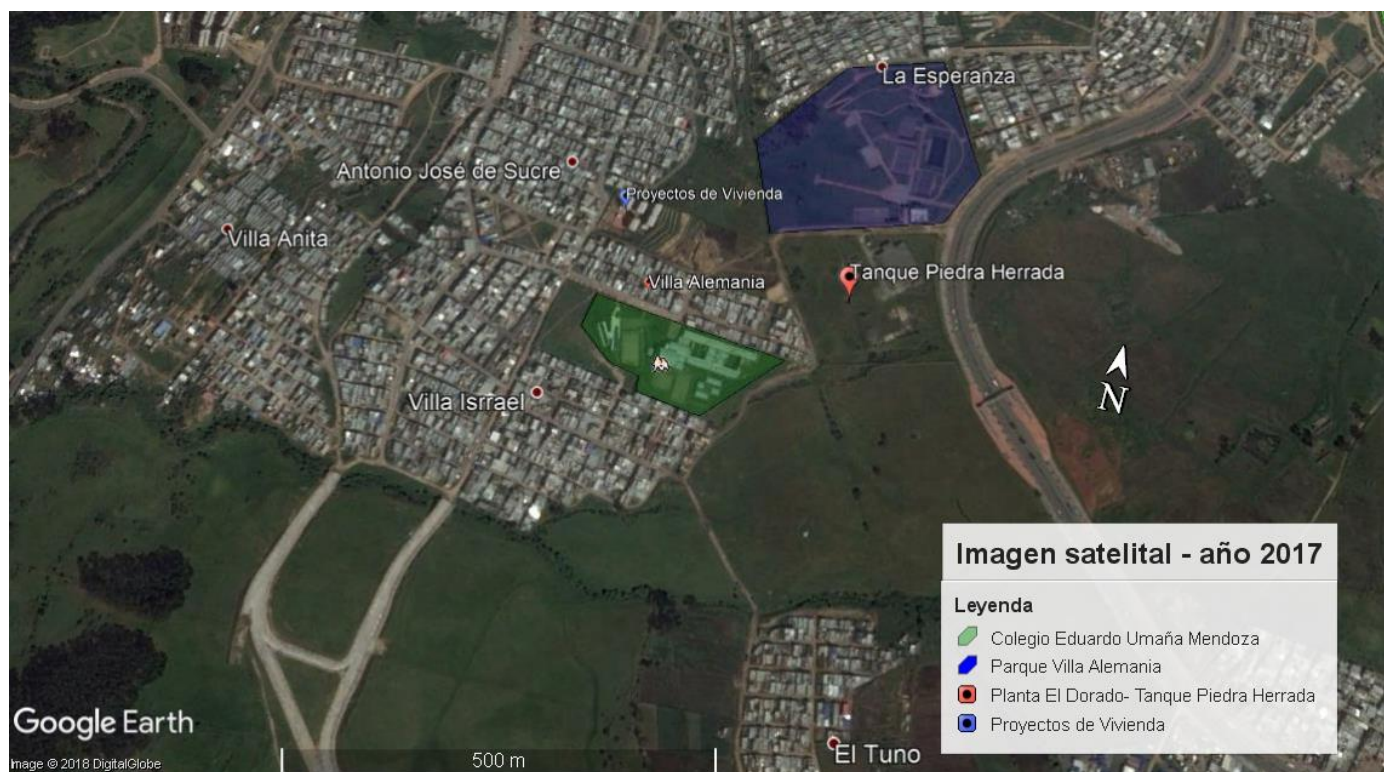 La Esperanza
Antonio José de Sucre
Proyectos de Vivienda
Villa Anita
Tanque Piedra Herrada
Villa Alemania
Villa Isrrael
N
Imagen satelital - año 2017
Leyenda
Colegio Eduardo Umaña Mendoza
Parque Villa Alemania
Planta El Dorado- Tanque Piedra Herrada
Proyectos de Vivienda
Google Earth
500 m
El Tuno
Image © 2018 DigitalGlobe